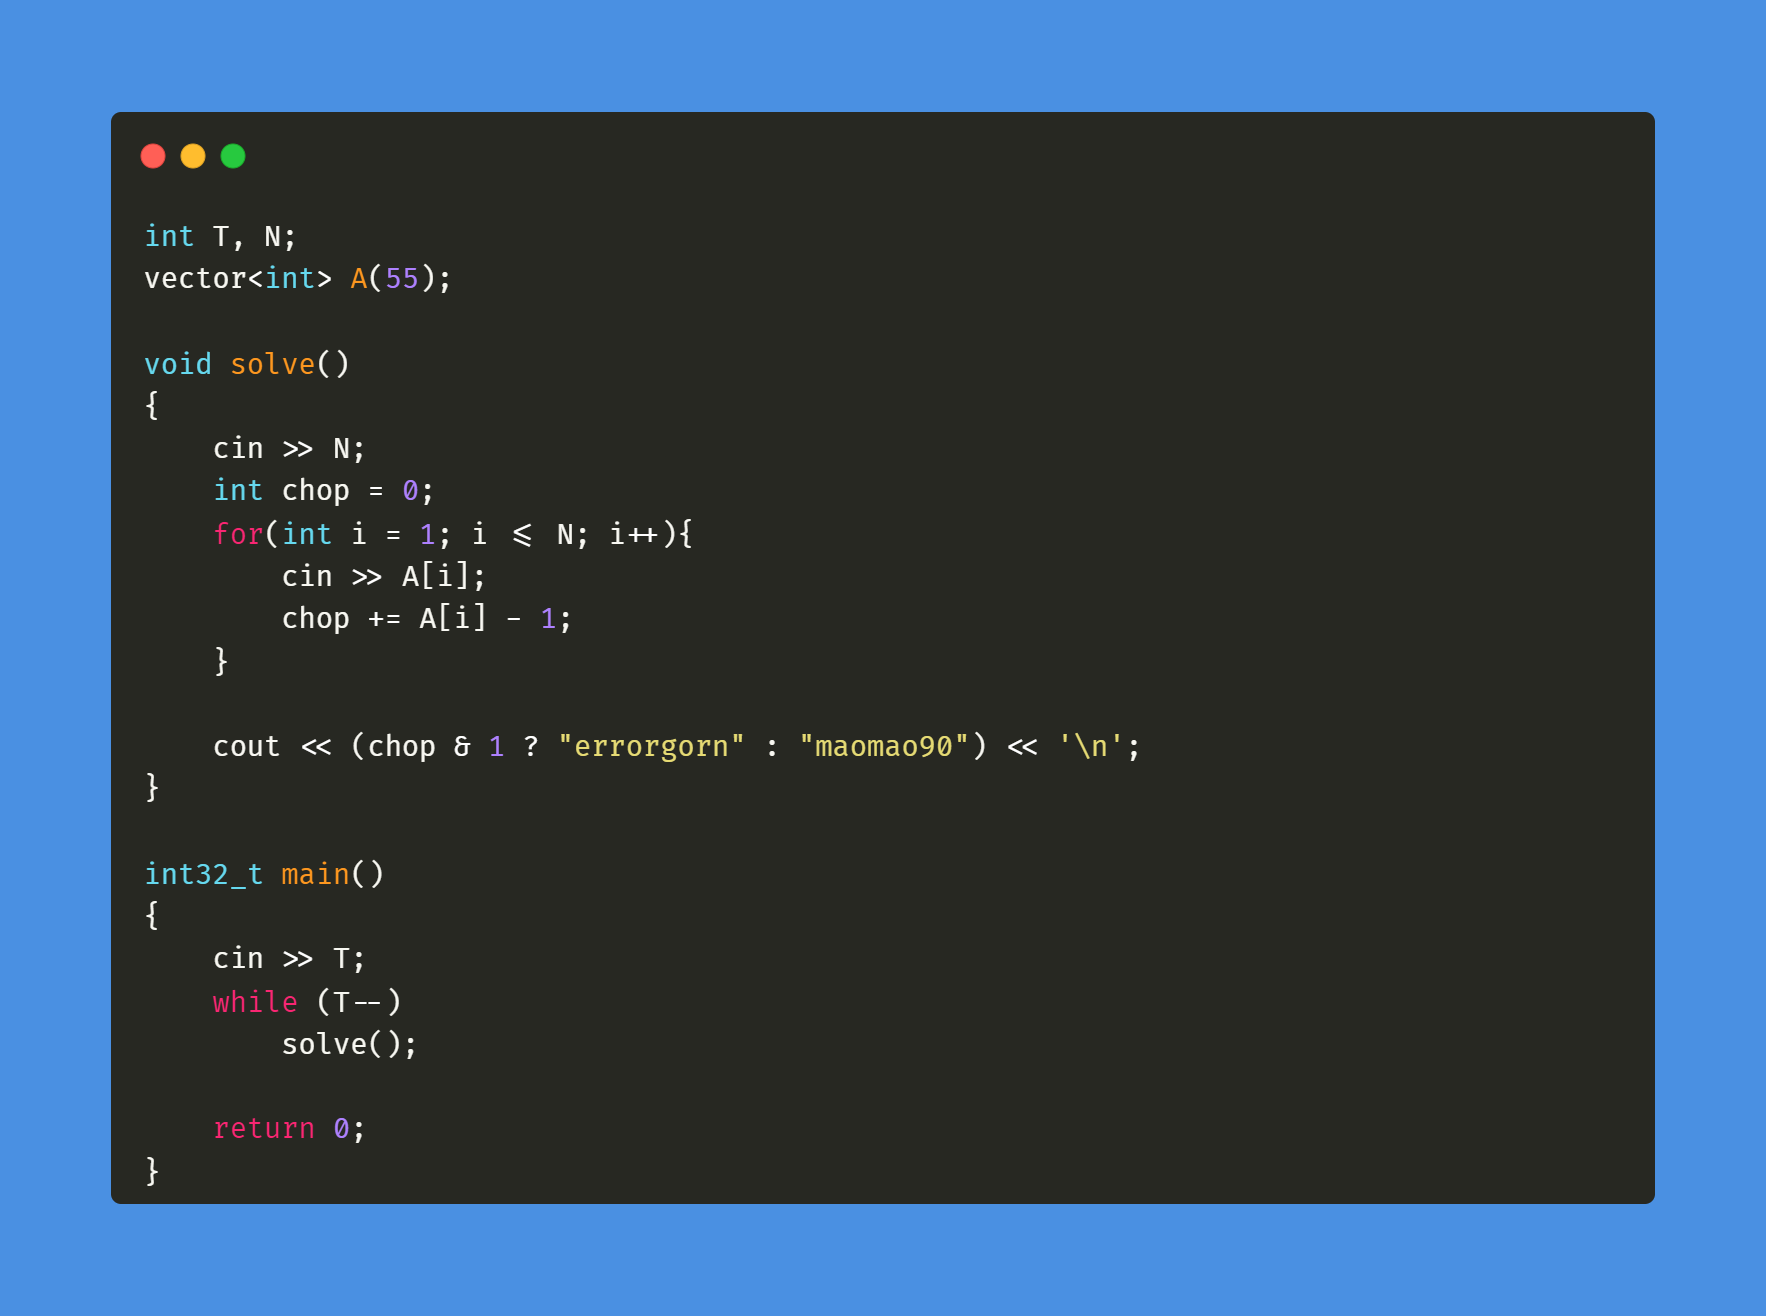 int T, N;
vector<int> A(55);
void solve()
{
    cin >> N;
    int chop = 0;
    for(int i = 1; i <= N; i++){
        cin >> A[i];
        chop += A[i] - 1;
    }
    cout << (chop & 1 ? "errorgorn" : "maomao90") << '\n';
}
int32_t main()
{
    cin >> T;
    while (T--)
        solve();
    return 0;
}